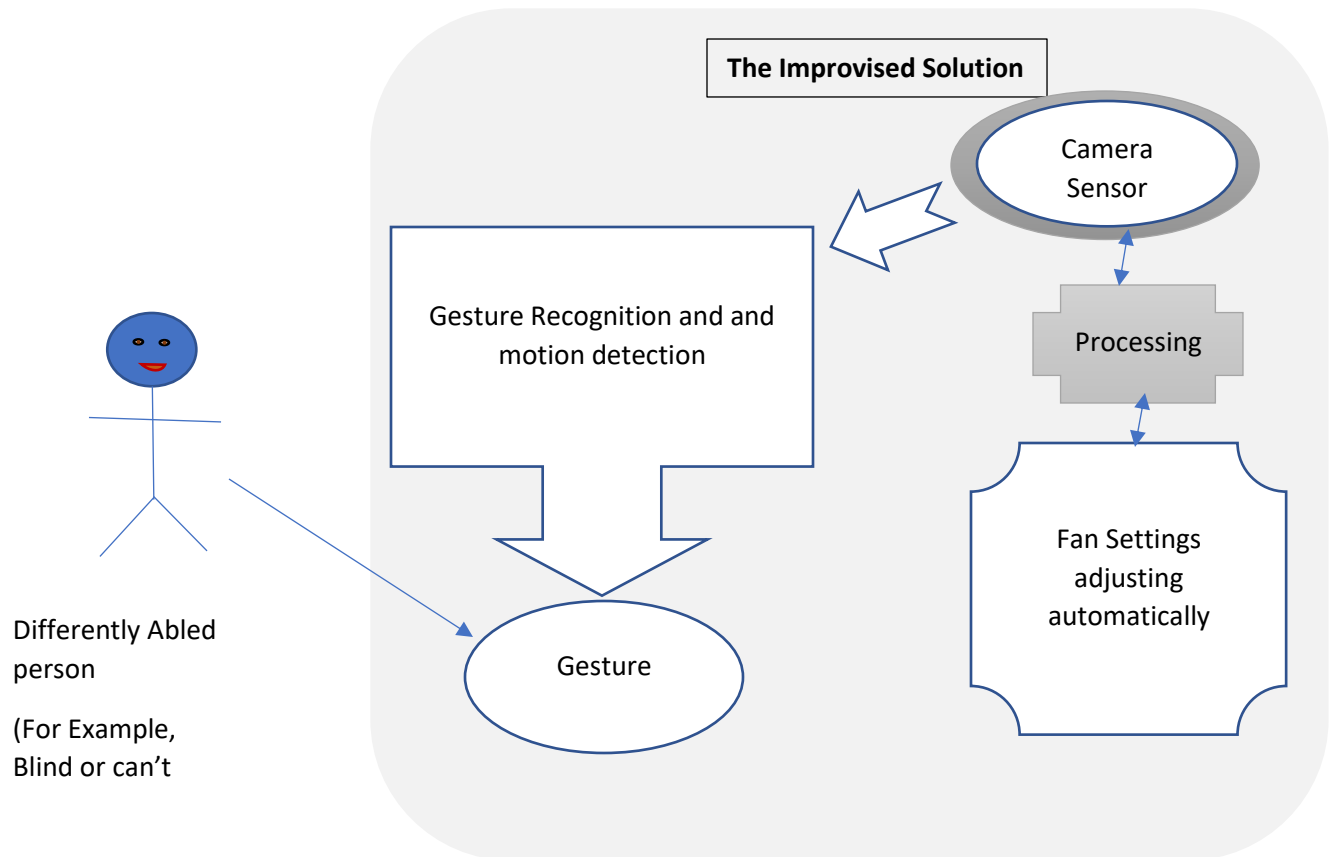 The Improvised Solution
Camera
Sensor
Gesture Recognition and and
motion detection
Processing
Fan Settings
adjusting
automatically
Gesture
Differently Abled
person
(For Example,
Blind or can’t